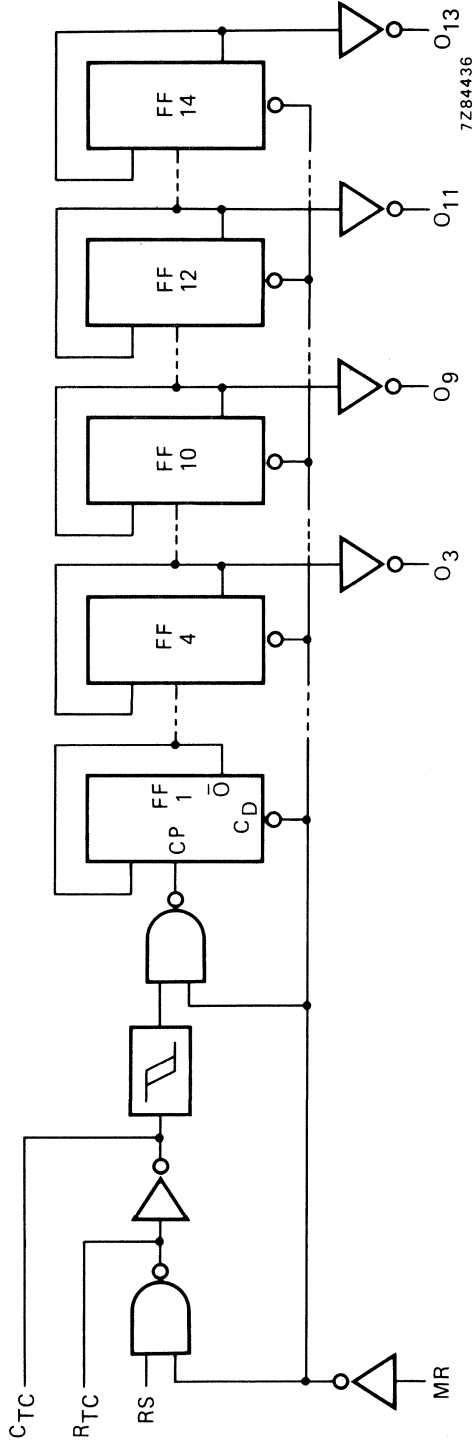 C_TC
R_TC
RS
MR
CP
FF
1
O̅
C_D
FF
4
FF
10
FF
12
FF
14
O_3
O_9
O_11
O_13
7Z84436